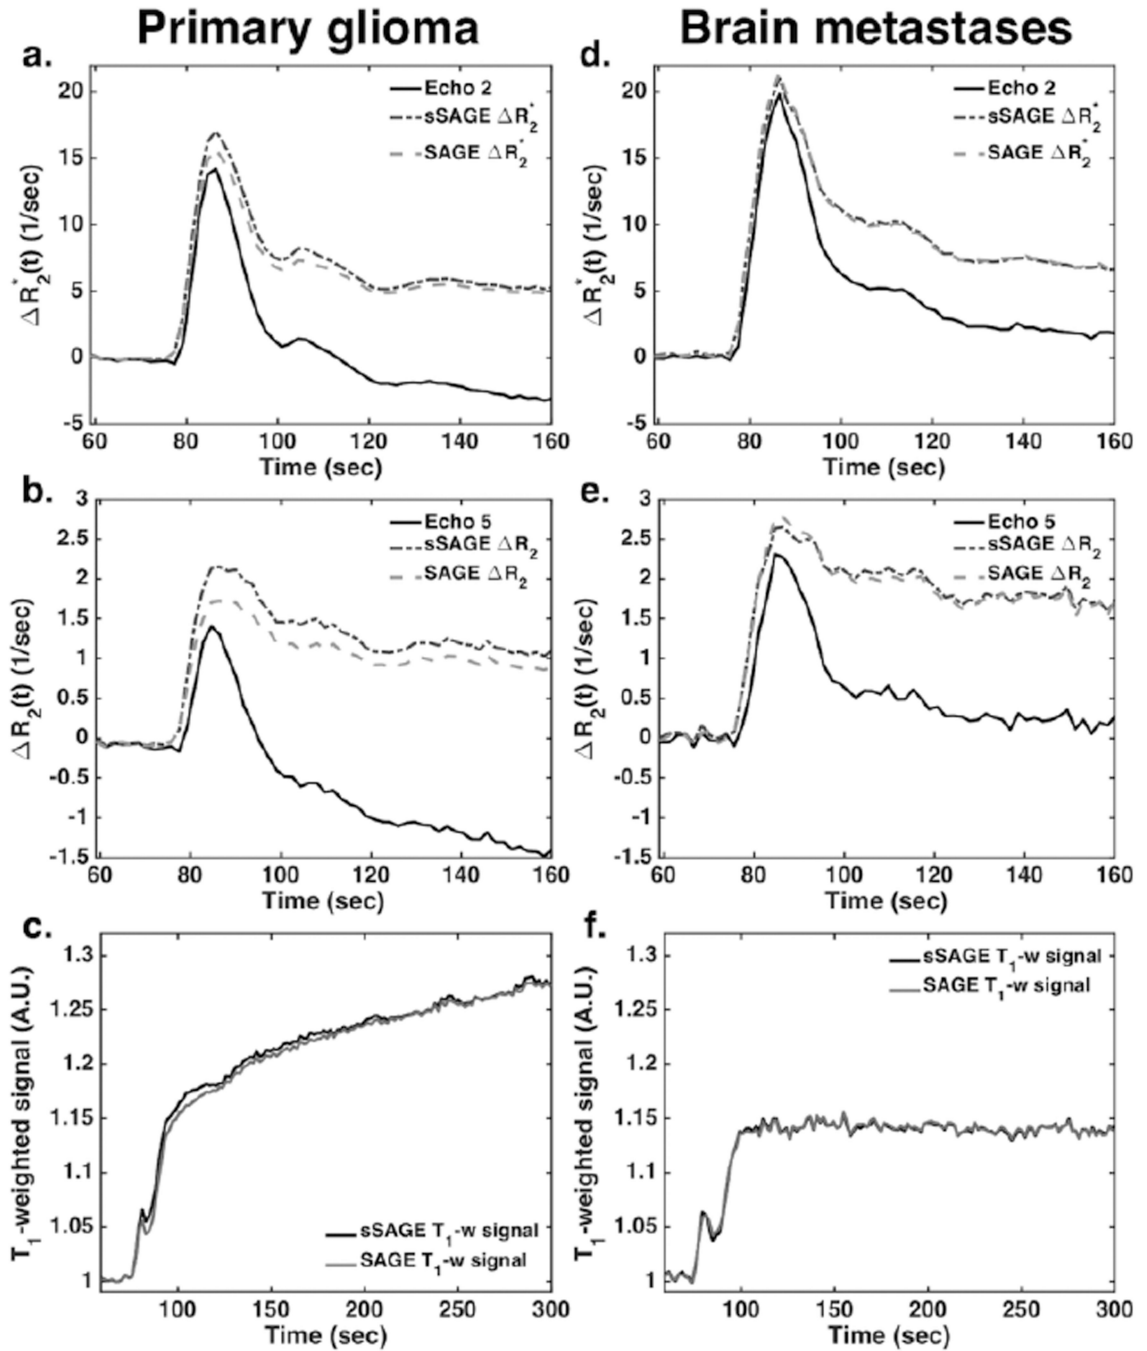 Primary glioma
Brain metastases
a.
20
15
10
5
0
-5
60 80 100 120 140 160
Time (sec)
ΔR2*(t) (1/sec)
Echo 2
sSAGE ΔR2*
SAGE ΔR2*
d.
20
15
10
5
0
-5
60 80 100 120 140 160
Time (sec)
ΔR2*(t) (1/sec)
Echo 2
sSAGE ΔR2*
SAGE ΔR2*
b.
3
2.5
2
1.5
1
0.5
0
-0.5
-1
-1.5
60 80 100 120 140 160
Time (sec)
ΔR2(t) (1/sec)
Echo 5
sSAGE ΔR2
SAGE ΔR2
e.
3
2.5
2
1.5
1
0.5
0
-0.5
-1
-1.5
60 80 100 120 140 160
Time (sec)
ΔR2(t) (1/sec)
Echo 5
sSAGE ΔR2
SAGE ΔR2
c.
1.3
1.25
1.2
1.15
1.1
1.05
1
100 150 200 250 300
Time (sec)
T1-weighted signal (A.U.)
sSAGE T1-w signal
SAGE T1-w signal
f.
1.3
1.25
1.2
1.15
1.1
1.05
1
100 150 200 250 300
Time (sec)
T1-weighted signal (A.U.)
sSAGE T1-w signal
SAGE T1-w signal